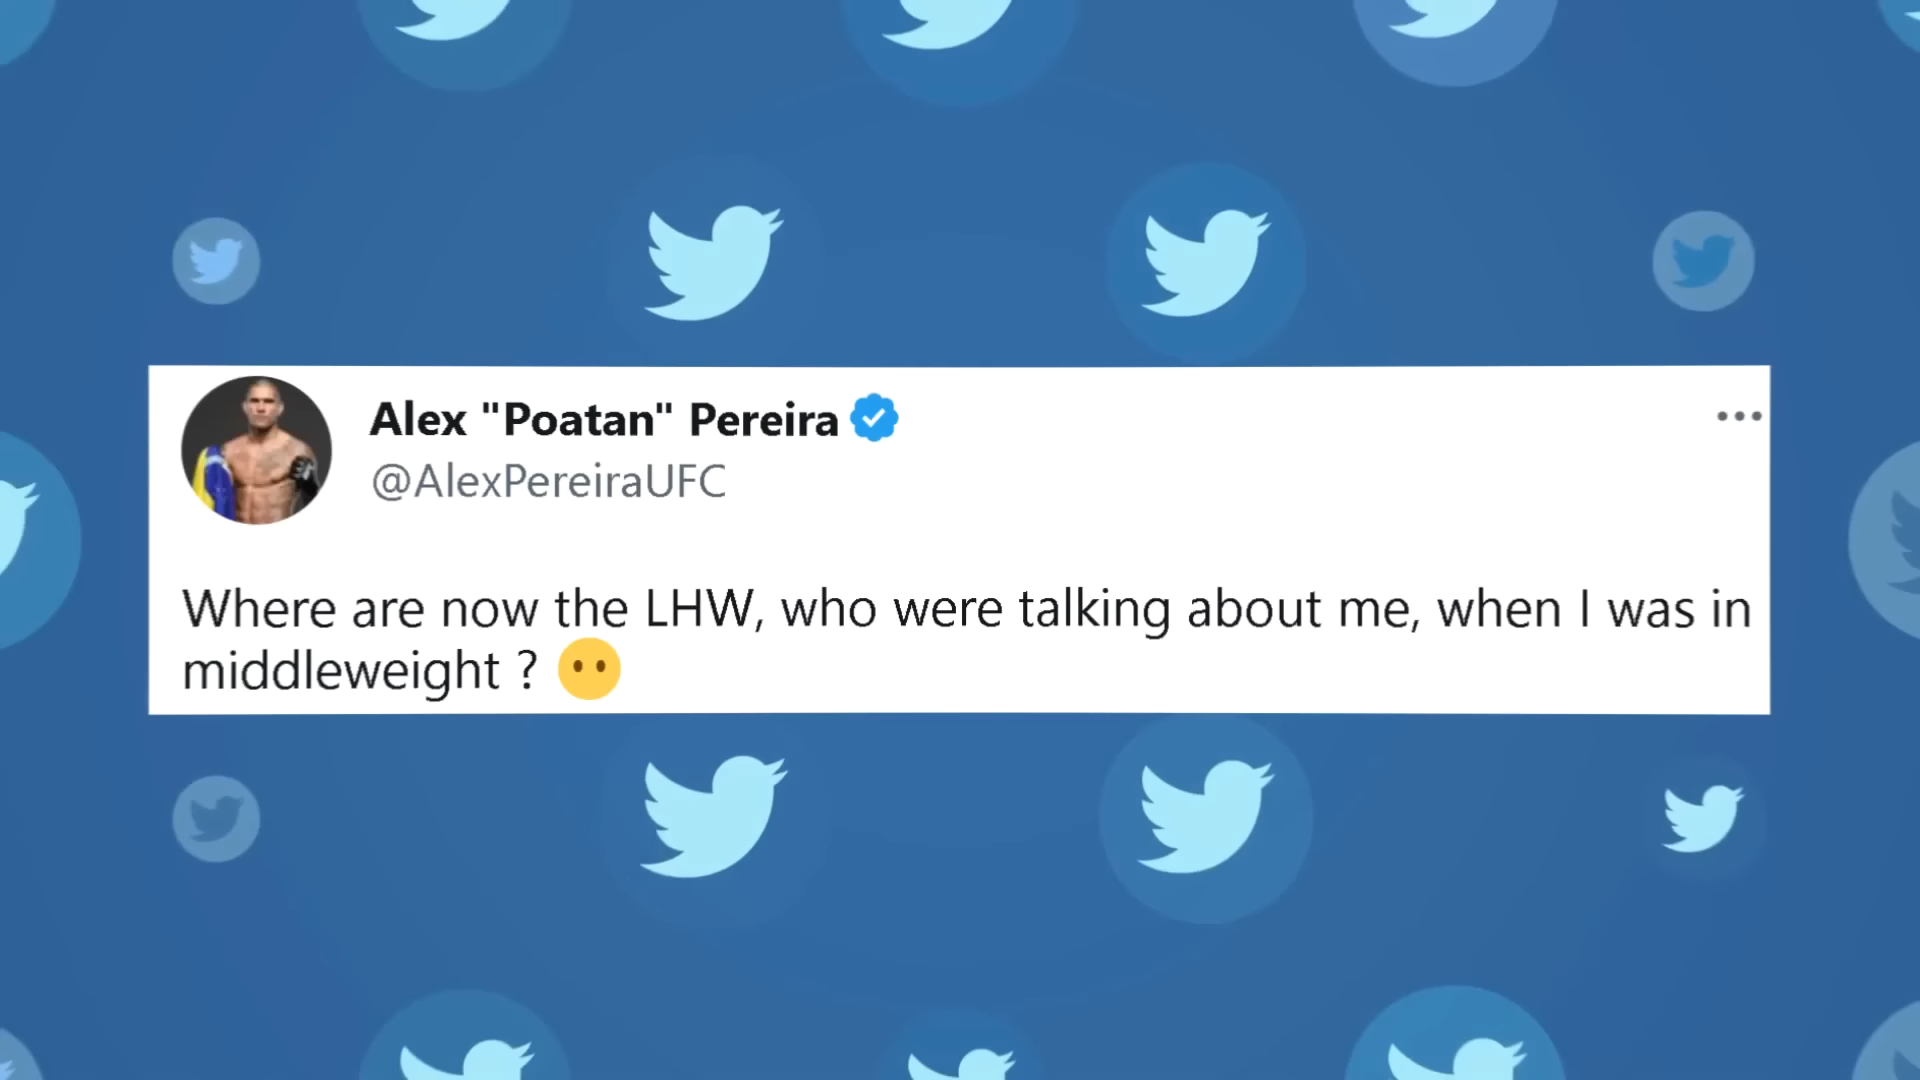 Alex "Poatan" Pereira
@AlexPereiraUFC
Where are now the LHW, who were talking about me, when I was in
middleweight ? 😶